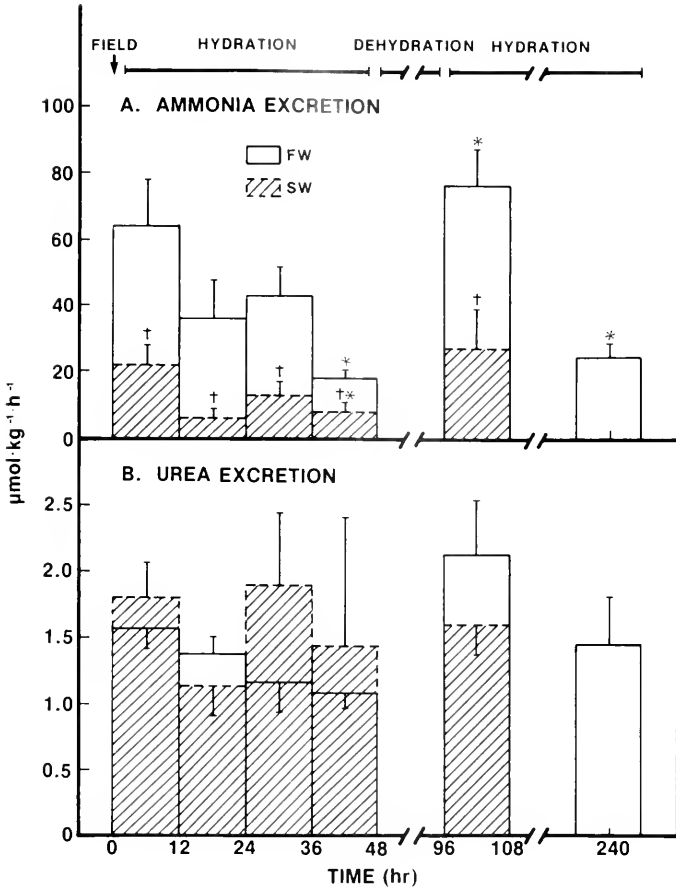 FIELD HYDRATION DEHYDRATION HYDRATION
A. AMMONIA EXCRETION
FW
SW
100
80
60
40
20
0
* † † † * †* * † *
µmol·kg⁻¹·h⁻¹
B. UREA EXCRETION
2.5
2.0
1.5
1.0
0.5
0
0 12 24 36 48 96 108 240
TIME (hr)